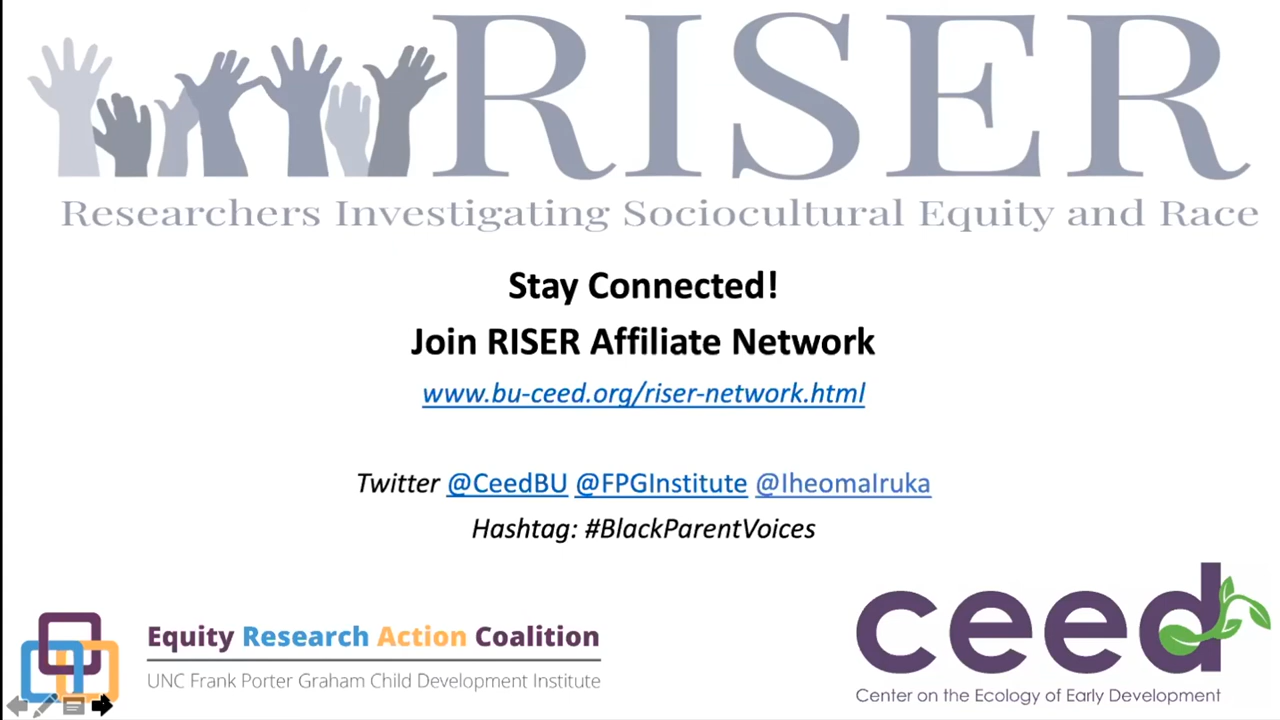 RISER
Researchers Investigating Sociocultural Equity and Race
Stay Connected!
Join RISER Affiliate Network
www.bu-ceed.org/riser-network.html
Twitter @CeedBU @FPGInstitute @IheomaIruka
Hashtag: #BlackParentVoices
Equity Research Action Coalition
UNC Frank Porter Graham Child Development Institute
ceed
Center on the Ecology of Early Development